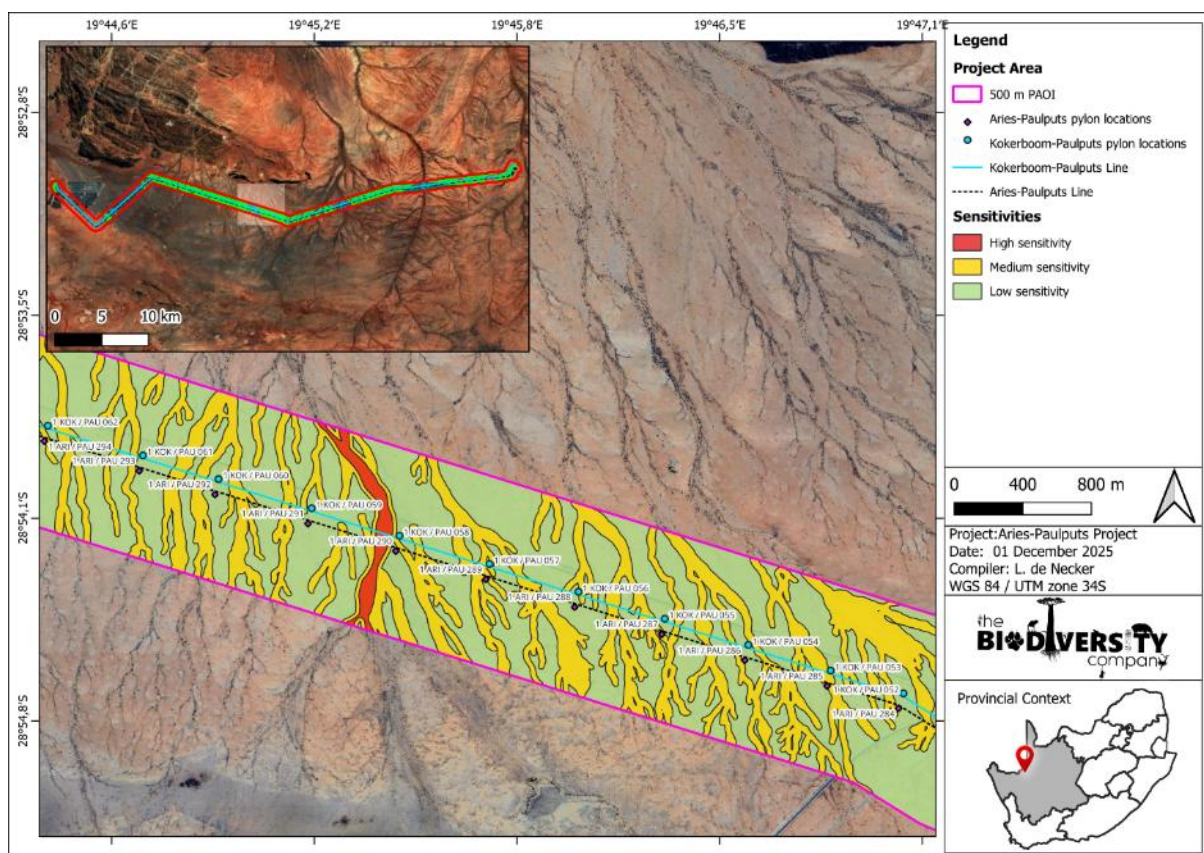 19°44,6'E
19°45,2'E
19°45,8'E
19°46,5'E
19°47,1'E
28°52,8'S
28°53,5'S
28°54,1'S
28°54,8'S
0 5 10 km
1 KOK / PAU 062
1 ARI / PAU 294
1 KOK / PAU 061
1 ARI / PAU 293
1 KOK / PAU 060
1 ARI / PAU 292
1 KOK / PAU 059
1 ARI / PAU 291
1 KOK / PAU 058
1 ARI / PAU 290
1 KOK / PAU 057
1 ARI / PAU 289
1 KOK / PAU 056
1 ARI / PAU 288
1 KOK / PAU 055
1 ARI / PAU 287
1 KOK / PAU 054
1 ARI / PAU 286
1 KOK / PAU 053
1 ARI / PAU 285
1 KOK / PAU 052
1 ARI / PAU 284
Legend
Project Area
500 m PAOI
Aries-Paulputs pylon locations
Kokerboom-Paulputs pylon locations
Kokerboom-Paulputs Line
Aries-Paulputs Line
Sensitivities
High sensitivity
Medium sensitivity
Low sensitivity
0 400 800 m
Project:Aries-Paulputs Project
Date: 01 December 2025
Compiler: L. de Necker
WGS 84 / UTM zone 34S
the
BIODIVERSITY
company
Provincial Context